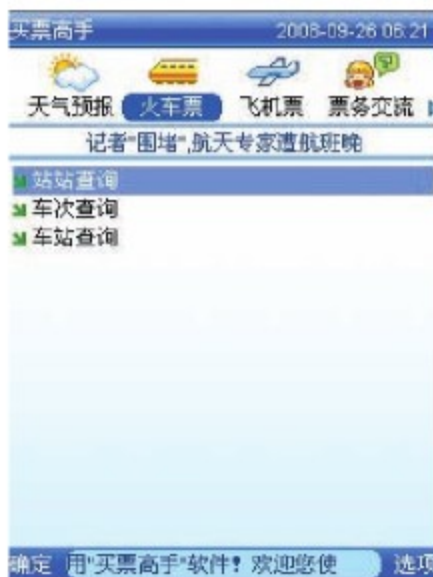 买票高手 2008-09-26 06:21
天气预报 火车票 飞机票 票务交流
记者"围堵",航天专家遭航班晚
站站查询
车次查询
车站查询
确定 用"买票高手"软件! 欢迎您使 选项